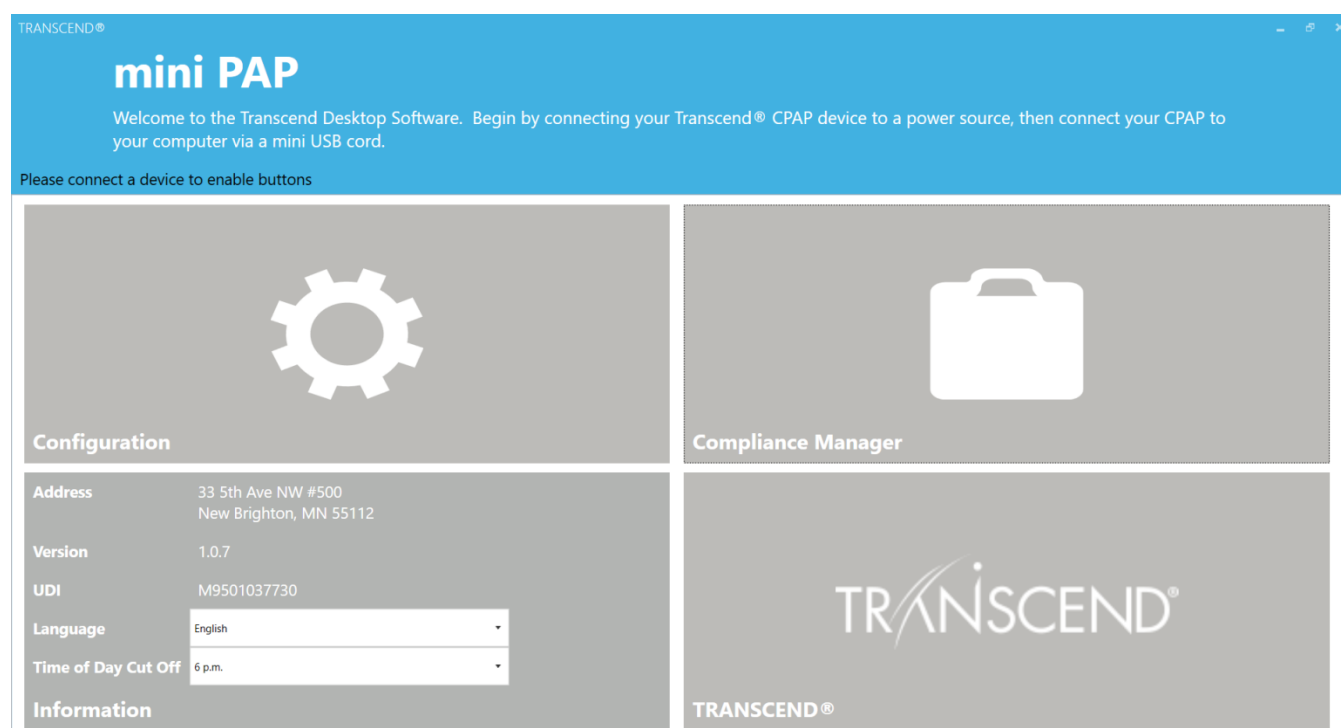 TRANSCEND®
mini PAP
Welcome to the Transcend Desktop Software.  Begin by connecting your Transcend® CPAP device to a power source, then connect your CPAP to
your computer via a mini USB cord.
Please connect a device to enable buttons
Configuration
Compliance Manager
Address 33 5th Ave NW #500
New Brighton, MN 55112
Version 1.0.7
UDI M9501037730
Language English
Time of Day Cut Off 6 p.m.
Information
TRANSCEND®
TRANSCEND®